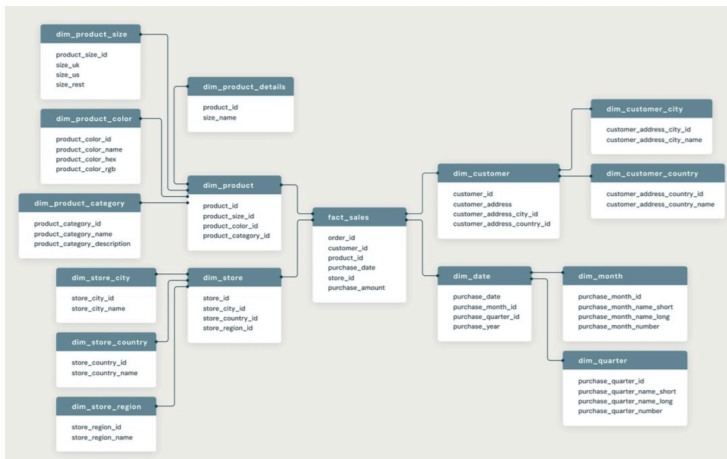 dim_product_size
product_size_id
size_uk
size_us
size_rest
dim_product_details
product_id
size_name
dim_product_color
product_color_id
product_color_name
product_color_hex
product_color_rgb
dim_product
product_id
product_size_id
product_color_id
product_category_id
dim_product_category
product_category_id
product_category_name
product_category_description
dim_store_city
store_city_id
store_city_name
dim_store
store_id
store_city_id
store_country_id
store_region_id
dim_store_country
store_country_id
store_country_name
dim_store_region
store_region_id
store_region_name
fact_sales
order_id
customer_id
product_id
purchase_date
store_id
purchase_amount
dim_customer
customer_id
customer_address
customer_address_city_id
customer_address_country_id
dim_customer_city
customer_address_city_id
customer_address_city_name
dim_customer_country
customer_address_country_id
customer_address_country_name
dim_date
purchase_date
purchase_month_id
purchase_quarter_id
purchase_year
dim_month
purchase_month_id
purchase_month_name_short
purchase_month_name_long
purchase_month_number
dim_quarter
purchase_quarter_id
purchase_quarter_name_short
purchase_quarter_name_long
purchase_quarter_number